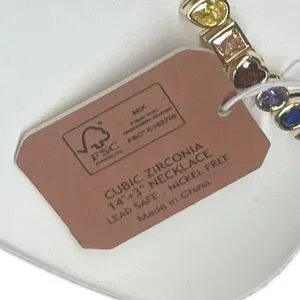 MIX
FSC
CUBIC ZIRCONIA
14"+3" NECKLACE
LEAD SAFE - NICKEL FREE
Made in China